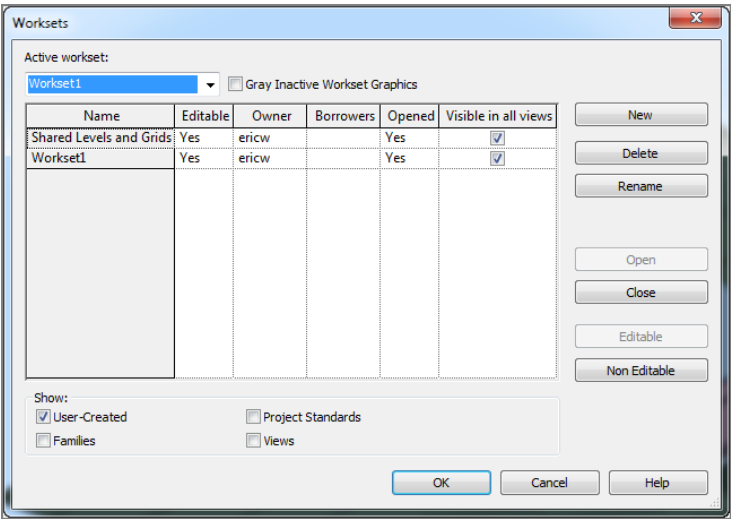 Worksets
Active workset:
Workset1
Gray Inactive Workset Graphics
Name Editable Owner Borrowers Opened Visible in all views
Shared Levels and Grids Yes ericw Yes
Workset1 Yes ericw Yes
New
Delete
Rename
Open
Close
Editable
Non Editable
Show:
User-Created Project Standards
Families Views
OK Cancel Help